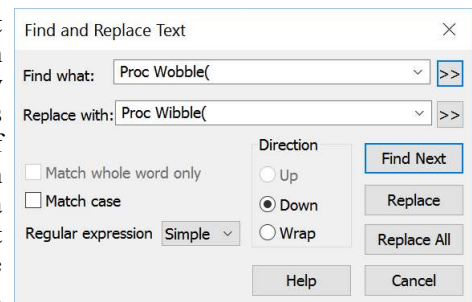 Find and Replace Text
Find what: Proc Wobble( >>
Replace with: Proc Wibble( >>
Direction
Match whole word only
Up
Find Next
Match case
Down
Replace
Regular expression Simple
Wrap
Replace All
Help
Cancel